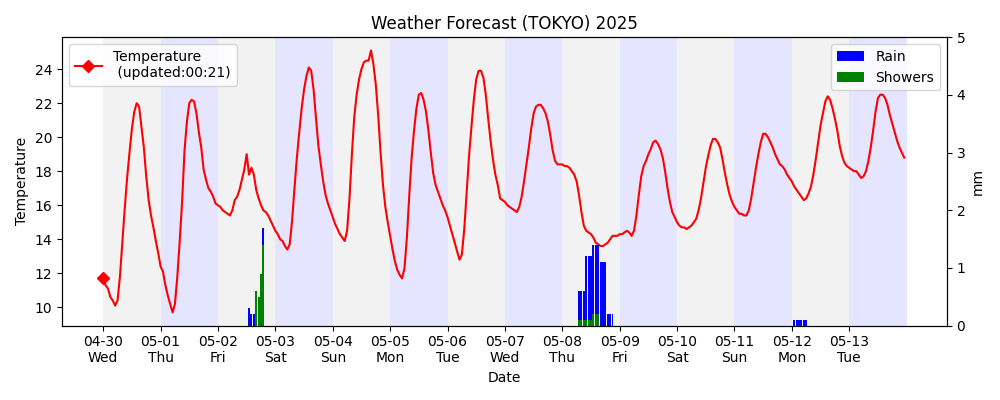 Weather Forecast (TOKYO) 2025
Temperature
(updated:00:21)
Rain
Showers
Temperature
24
22
20
18
16
14
12
10
5
4
3
2
1
0
mm
04-30 05-01 05-02 05-03 05-04 05-05 05-06 05-07 05-08 05-09 05-10 05-11 05-12 05-13
Wed Thu Fri Sat Sun Mon Tue Wed Thu Fri Sat Sun Mon Tue
Date